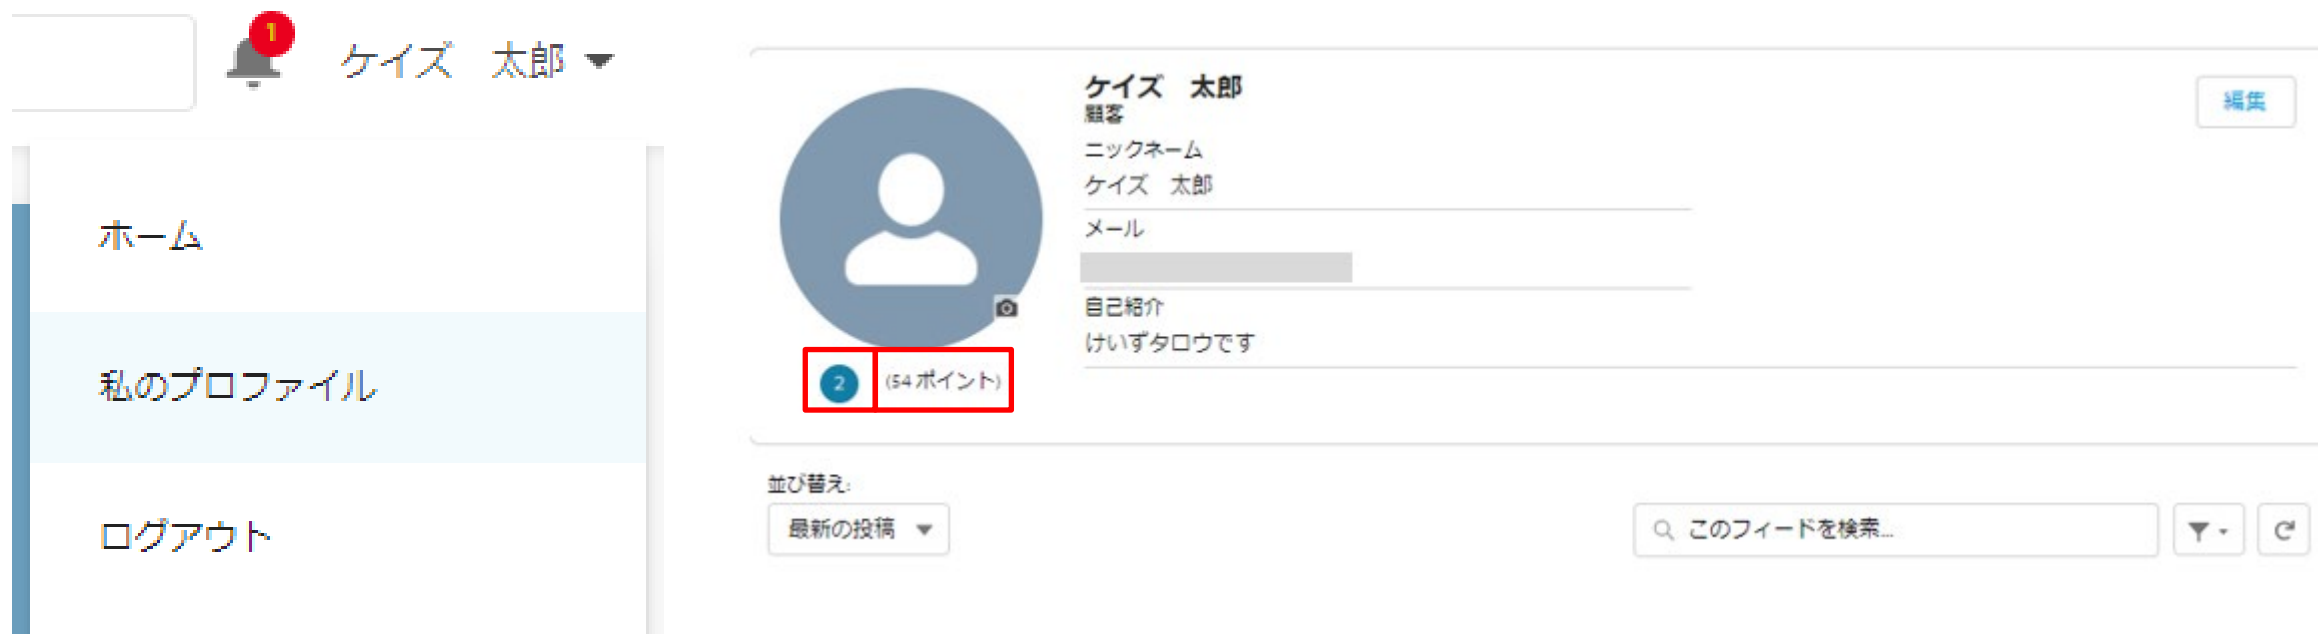 1
ケイズ　太郎
ホーム
私のプロファイル
ログアウト
ケイズ　太郎
顧客
編集
ニックネーム
ケイズ　太郎
メール
自己紹介
けいずタロウです
2 (54 ポイント)
並び替え:
最新の投稿
このフィードを検索...